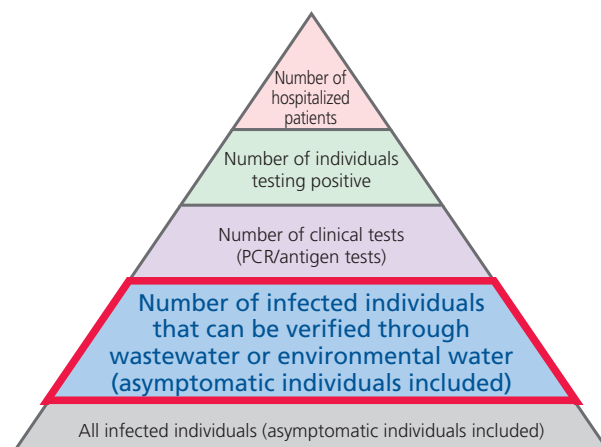 Number of
hospitalized
patients
Number of individuals
testing positive
Number of clinical tests
(PCR/antigen tests)
Number of infected individuals
that can be verified through
wastewater or environmental water
(asymptomatic individuals included)
All infected individuals (asymptomatic individuals included)